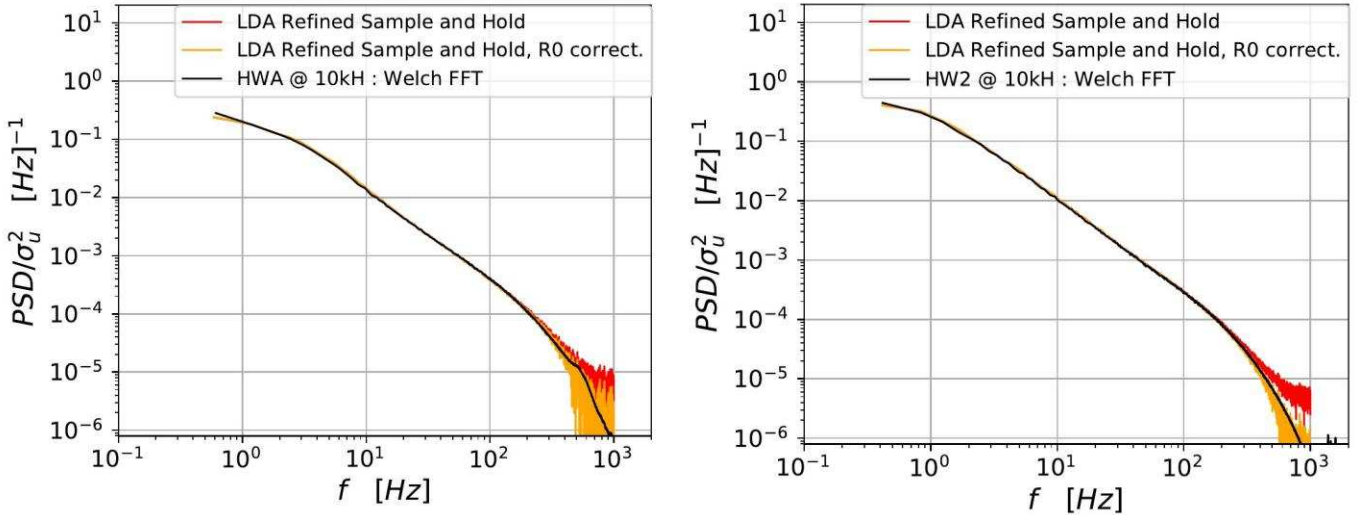 LDA Refined Sample and Hold
LDA Refined Sample and Hold, R0 correct.
HWA @ 10kH : Welch FFT
10^1
10^0
10^-1
10^-2
10^-3
10^-4
10^-5
10^-6
PSD/σ_u^2 [Hz]^-1
10^-1 10^0 10^1 10^2 10^3
f [Hz]
LDA Refined Sample and Hold
LDA Refined Sample and Hold, R0 correct.
HW2 @ 10kH : Welch FFT
10^1
10^0
10^-1
10^-2
10^-3
10^-4
10^-5
10^-6
PSD/σ_u^2 [Hz]^-1
10^-1 10^0 10^1 10^2 10^3
f [Hz]